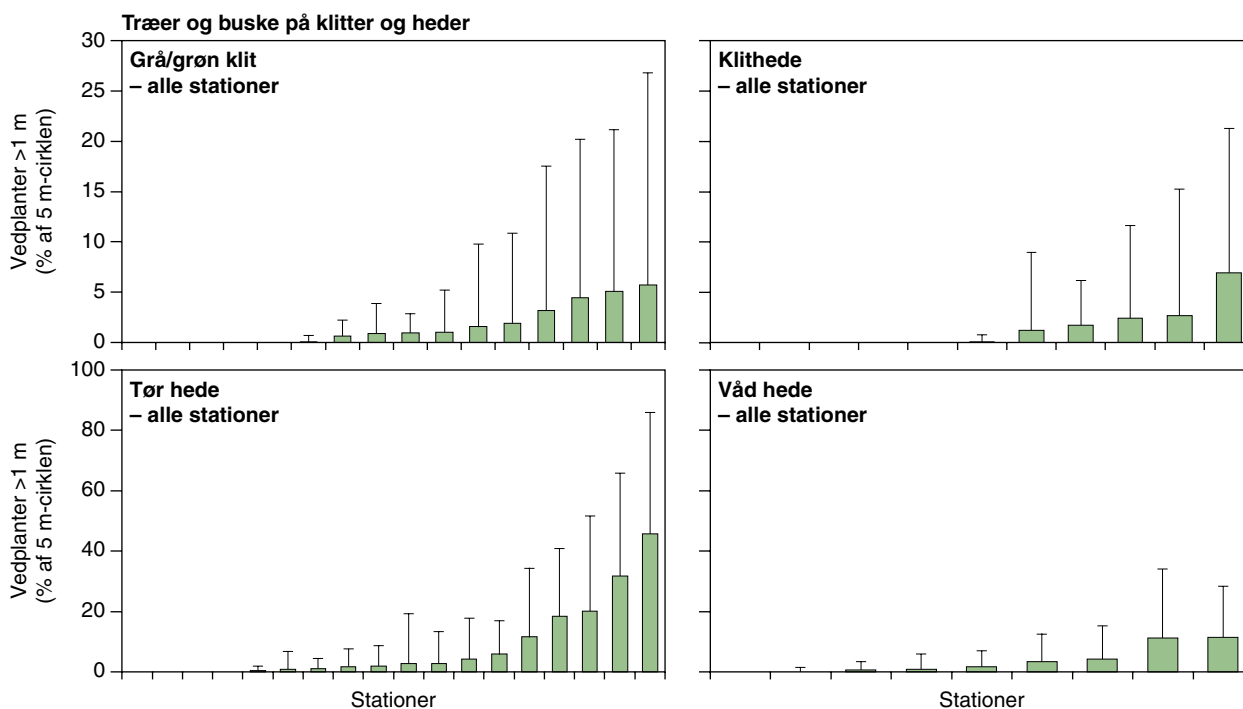 Træer og buske på klitter og heder
Grå/grøn klit
– alle stationer
Klithede
– alle stationer
30
25
20
15
10
5
0
Vedplanter >1 m
(% af 5 m-cirklen)
Tør hede
– alle stationer
Våd hede
– alle stationer
100
80
60
40
20
0
Vedplanter >1 m
(% af 5 m-cirklen)
Stationer
Stationer